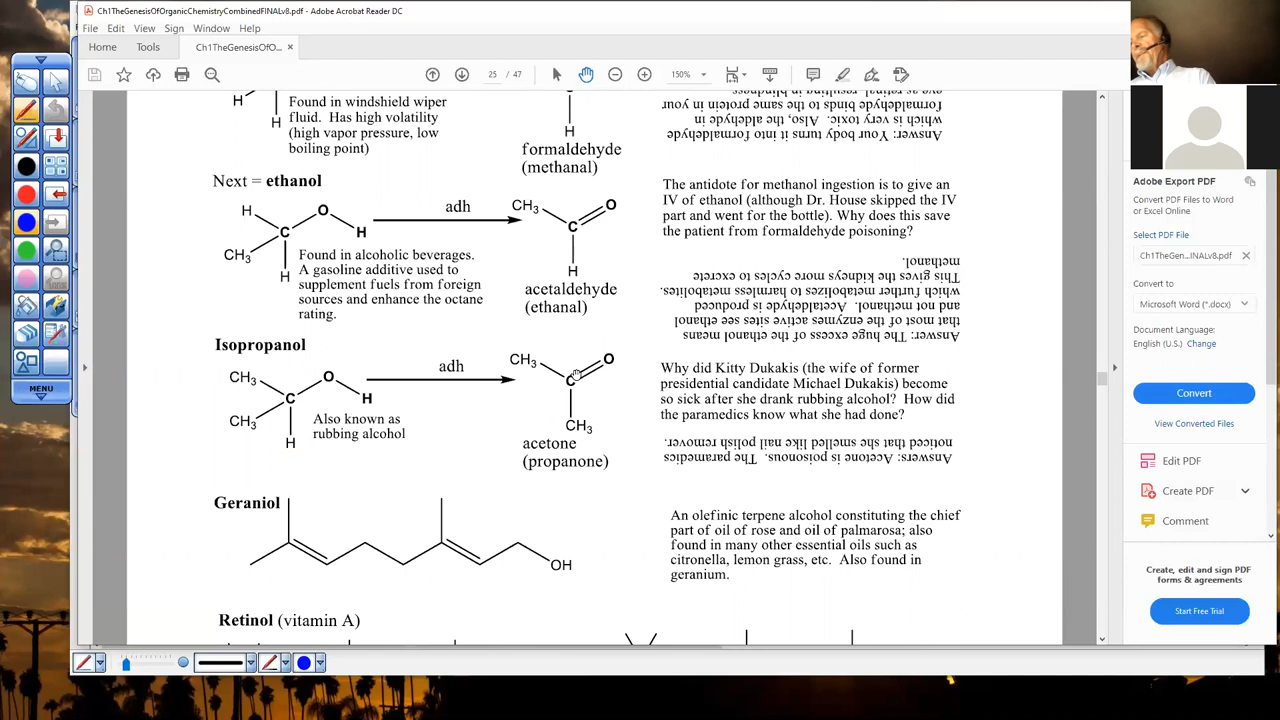 Ch1TheGenesisOfOrganicChemistryCombinedFINALv8.pdf - Adobe Acrobat Reader DC
File Edit View Sign Window Help
Home Tools Ch1TheGenesisOfO... ×
25 / 47 150%
H
H
Found in windshield wiper
fluid. Has high volatility
(high vapor pressure, low
boiling point)
H
formaldehyde
(methanal)
Answer: Your body turns it into formaldehyde
which is very toxic. Also, the aldehyde in
formaldehyde binds to the same protein in your
eye as retinal, resulting in blindness
Next = ethanol
H
O
H
C
CH3
H
adh
CH3
O
C
H
Found in alcoholic beverages.
A gasoline additive used to
supplement fuels from foreign
sources and enhance the octane
rating.
acetaldehyde
(ethanal)
The antidote for methanol ingestion is to give an
IV of ethanol (although Dr. House skipped the IV
part and went for the bottle). Why does this save
the patient from formaldehyde poisoning?
Answer: The huge excess of the ethanol means
that most of the enzymes active sites see ethanol
and not methanol. Acetaldehyde is produced
which further metabolizes to harmless metabolites.
This gives the kidneys more cycles to excrete
methanol.
Isopropanol
CH3
O
H
C
CH3
H
adh
CH3
O
C
CH3
Also known as
rubbing alcohol
acetone
(propanone)
Why did Kitty Dukakis (the wife of former
presidential candidate Michael Dukakis) become
so sick after she drank rubbing alcohol? How did
the paramedics know what she had done?
Answers: Acetone is poisonous. The paramedics
noticed that she smelled like nail polish remover.
Geraniol
OH
An olefinic terpene alcohol constituting the chief
part of oil of rose and oil of palmarosa; also
found in many other essential oils such as
citronella, lemon grass, etc. Also found in
geranium.
Retinol (vitamin A)
MENU
Adobe Export PDF
Convert PDF Files to Word
or Excel Online
Select PDF File
Ch1TheGen...INALv8.pdf ×
Convert to
Microsoft Word (*.docx)
Document Language:
English (U.S.) Change
Convert
View Converted Files
Edit PDF
Create PDF
Comment
Create, edit and sign PDF
forms & agreements
Start Free Trial